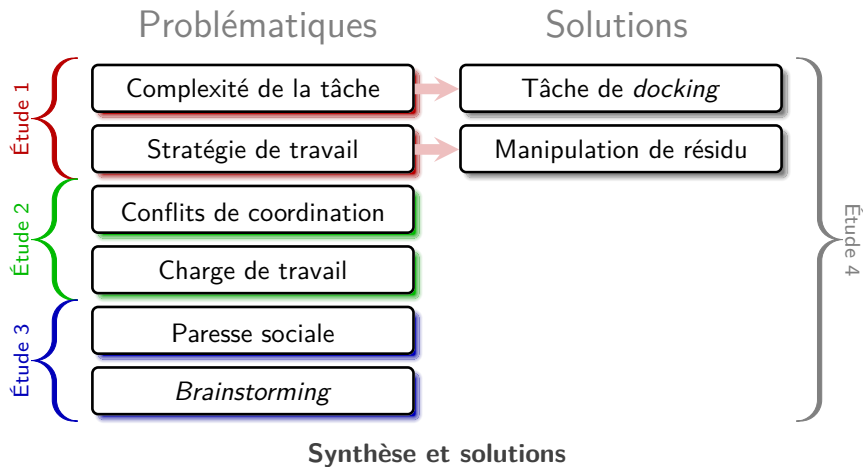 Problématiques
Solutions
Étude 1
Complexité de la tâche
Tâche de docking
Stratégie de travail
Manipulation de résidu
Étude 2
Conflits de coordination
Charge de travail
Étude 3
Paresse sociale
Brainstorming
Étude 4
Synthèse et solutions